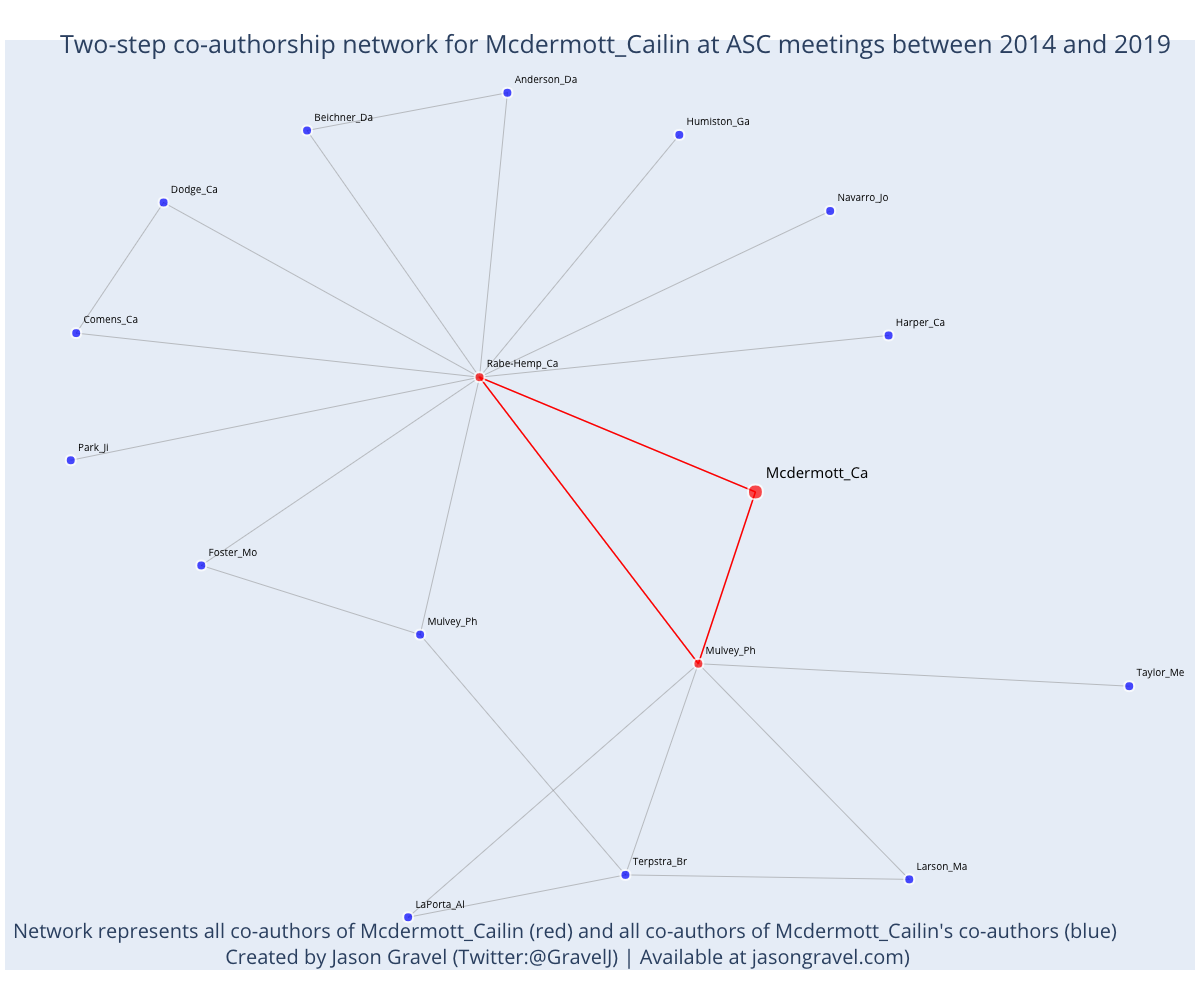 Two-step co-authorship network for Mcdermott_Cailin at ASC meetings between 2014 and 2019
Anderson_Da
Beichner_Da
Humiston_Ga
Dodge_Ca
Navarro_Jo
Comens_Ca
Harper_Ca
Rabe-Hemp_Ca
Park_Ji
Mcdermott_Ca
Foster_Mo
Mulvey_Ph
Mulvey_Ph
Taylor_Me
Terpstra_Br
Larson_Ma
LaPorta_Al
Network represents all co-authors of Mcdermott_Cailin (red) and all co-authors of Mcdermott_Cailin's co-authors (blue)
Created by Jason Gravel (Twitter:@GravelJ) | Available at jasongravel.com)